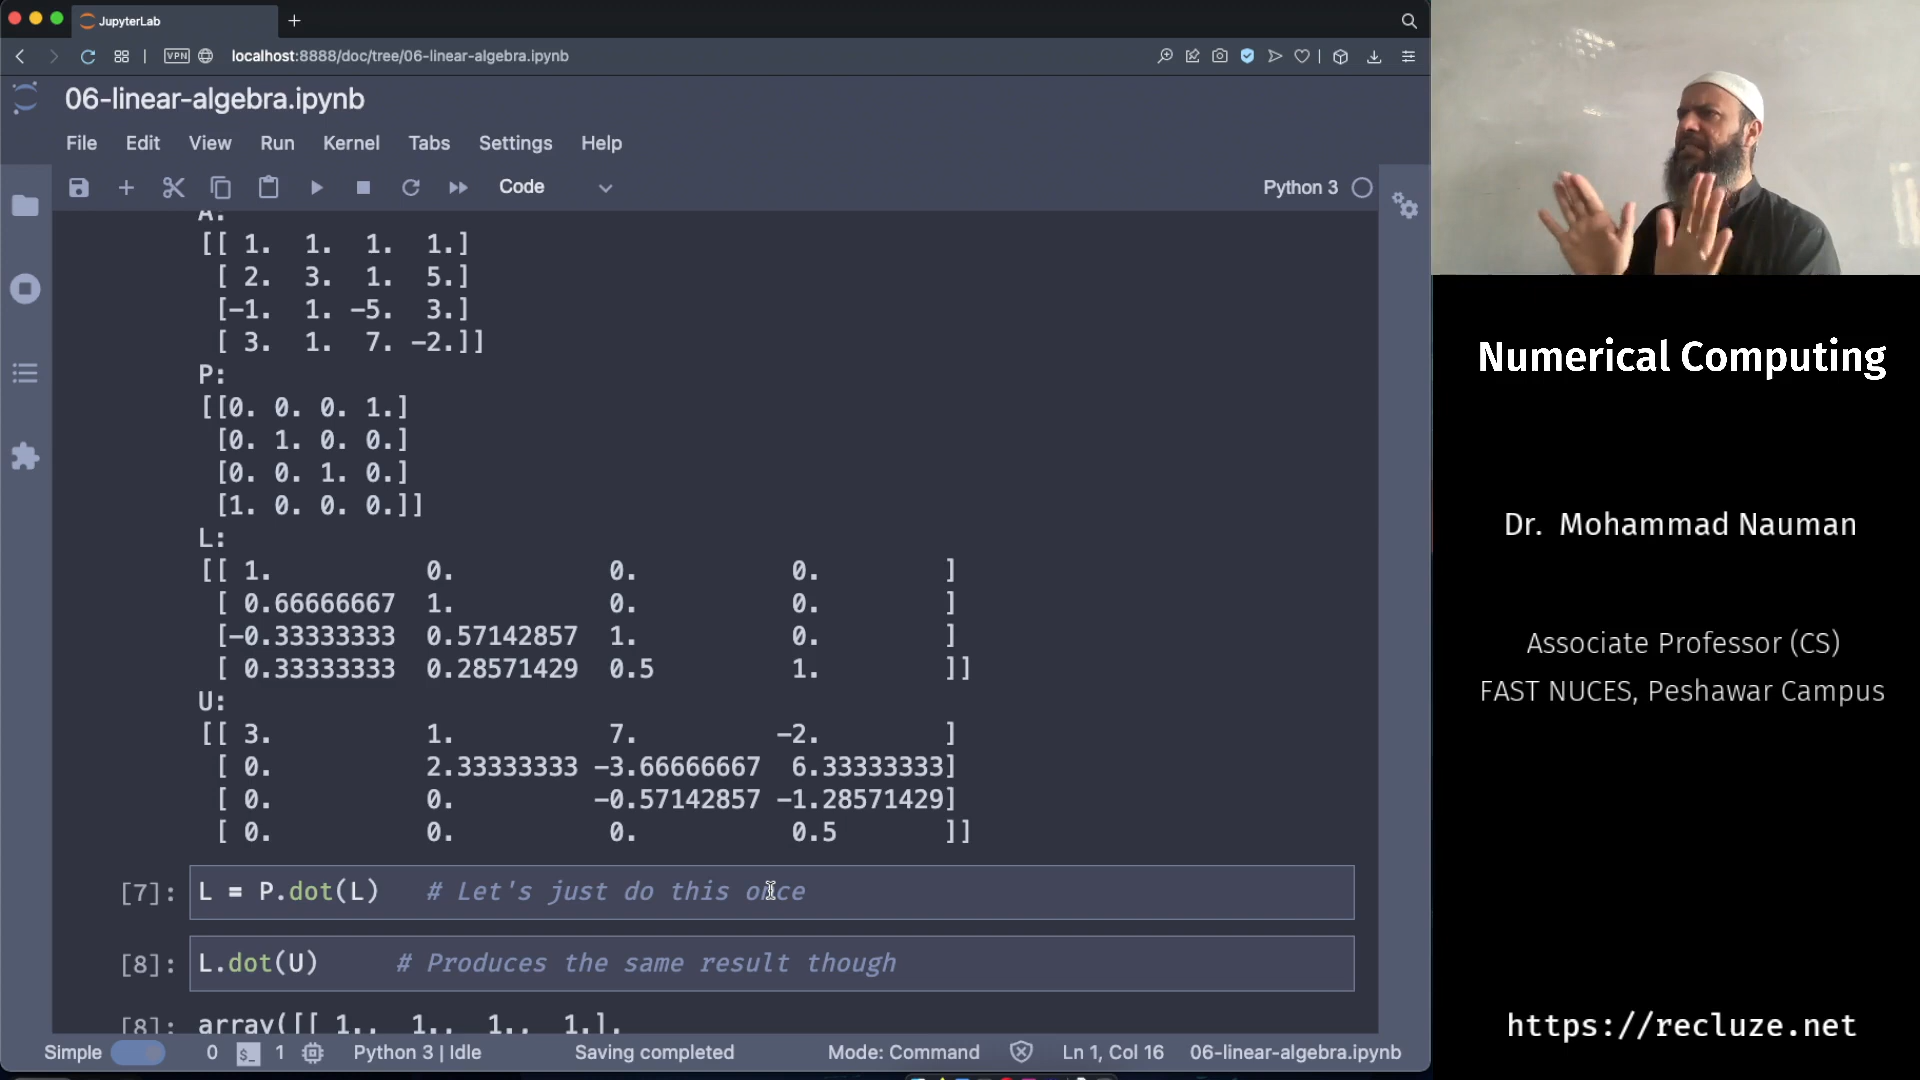 JupyterLab
VPN
localhost:8888/doc/tree/06-linear-algebra.ipynb
06-linear-algebra.ipynb
File Edit View Run Kernel Tabs Settings Help
Code
Python 3
A:
[[ 1.  1.  1.  1.]
 [ 2.  3.  1.  5.]
 [-1.  1. -5.  3.]
 [ 3.  1.  7. -2.]]
P:
[[0. 0. 0. 1.]
 [0. 1. 0. 0.]
 [0. 0. 1. 0.]
 [1. 0. 0. 0.]]
L:
[[ 1.          0.          0.          0.        ]
 [ 0.66666667  1.          0.          0.        ]
 [-0.33333333  0.57142857  1.          0.        ]
 [ 0.33333333  0.28571429  0.5         1.        ]]
U:
[[ 3.          1.          7.         -2.        ]
 [ 0.          2.33333333 -3.66666667  6.33333333]
 [ 0.          0.         -0.57142857 -1.28571429]
 [ 0.          0.          0.          0.5       ]]
[7]: L = P.dot(L)   # Let's just do this once
[8]: L.dot(U)     # Produces the same result though
[8]: array([[ 1.,  1.,  1.,  1.],
Simple 0 $_ 1 Python 3 | Idle Saving completed Mode: Command Ln 1, Col 16 06-linear-algebra.ipynb
Numerical Computing
Dr. Mohammad Nauman
Associate Professor (CS)
FAST NUCES, Peshawar Campus
https://recluze.net